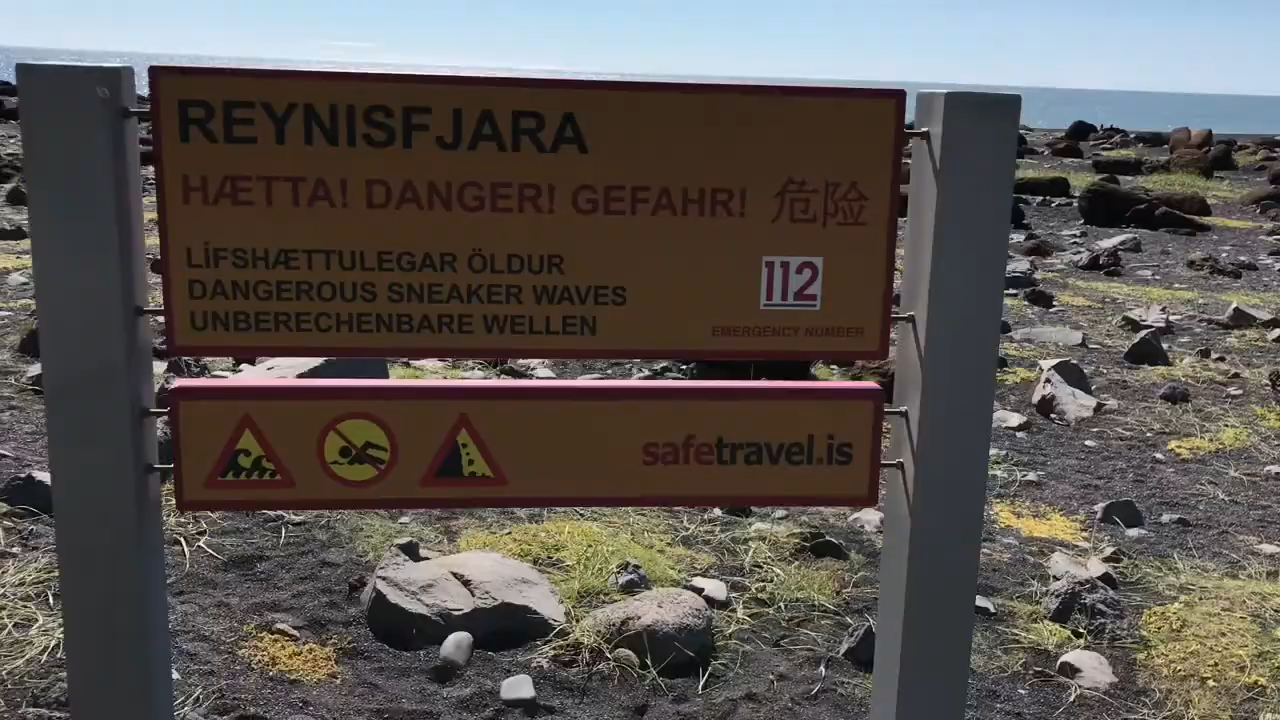 REYNISFJARA
HÆTTA! DANGER! GEFAHR! 危险
LÍFSHÆTTULEGAR ÖLDUR
DANGEROUS SNEAKER WAVES
UNBERECHENBARE WELLEN
112
EMERGENCY NUMBER
safetravel.is